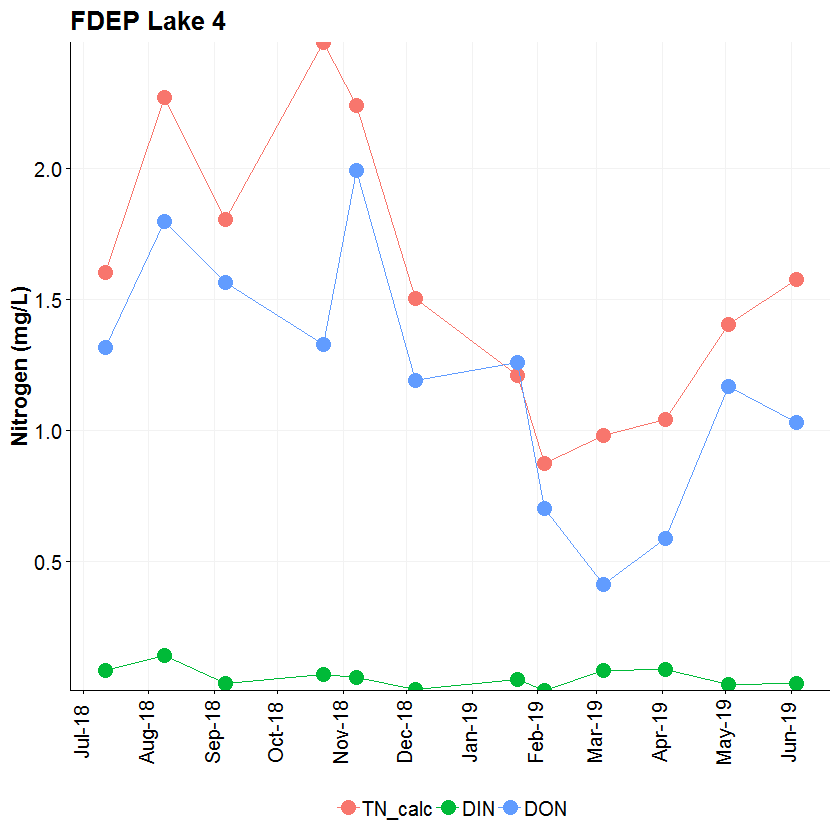 FDEP Lake 4
Nitrogen (mg/L)
2.0
1.5
1.0
0.5
Jul-18
Aug-18
Sep-18
Oct-18
Nov-18
Dec-18
Jan-19
Feb-19
Mar-19
Apr-19
May-19
Jun-19
TN_calc DIN DON